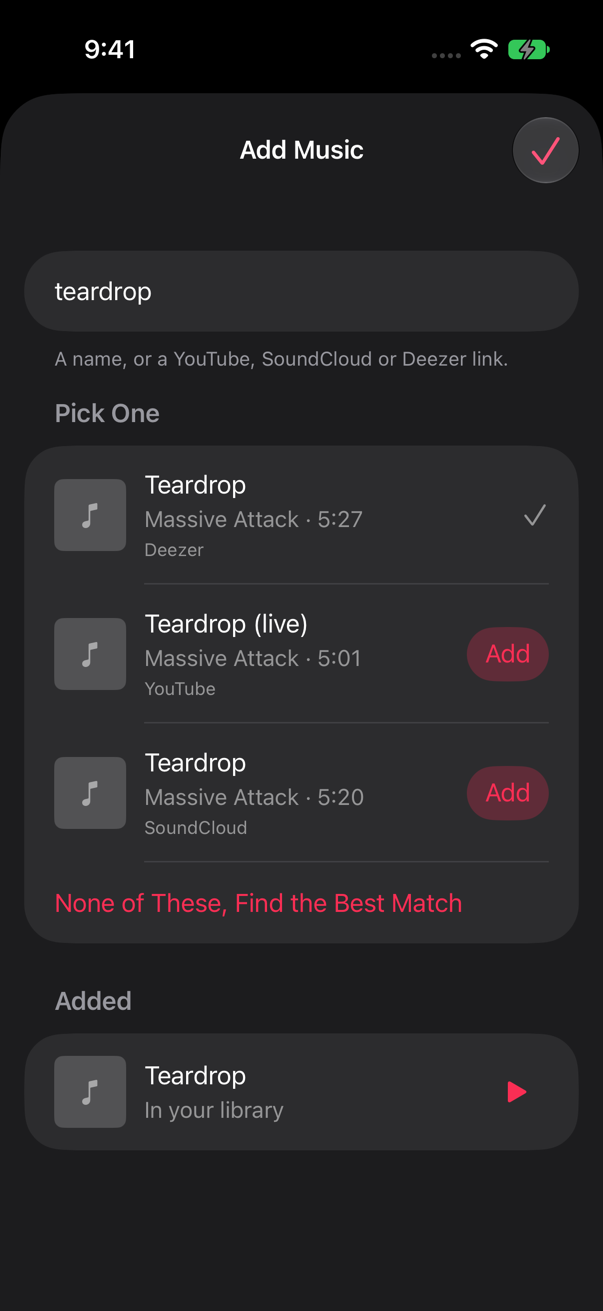 9:41
Add Music
teardrop
A name, or a YouTube, SoundCloud or Deezer link.
Pick One
Teardrop
Massive Attack · 5:27
Deezer
Teardrop (live)
Massive Attack · 5:01
YouTube
Add
Teardrop
Massive Attack · 5:20
SoundCloud
Add
None of These, Find the Best Match
Added
Teardrop
In your library